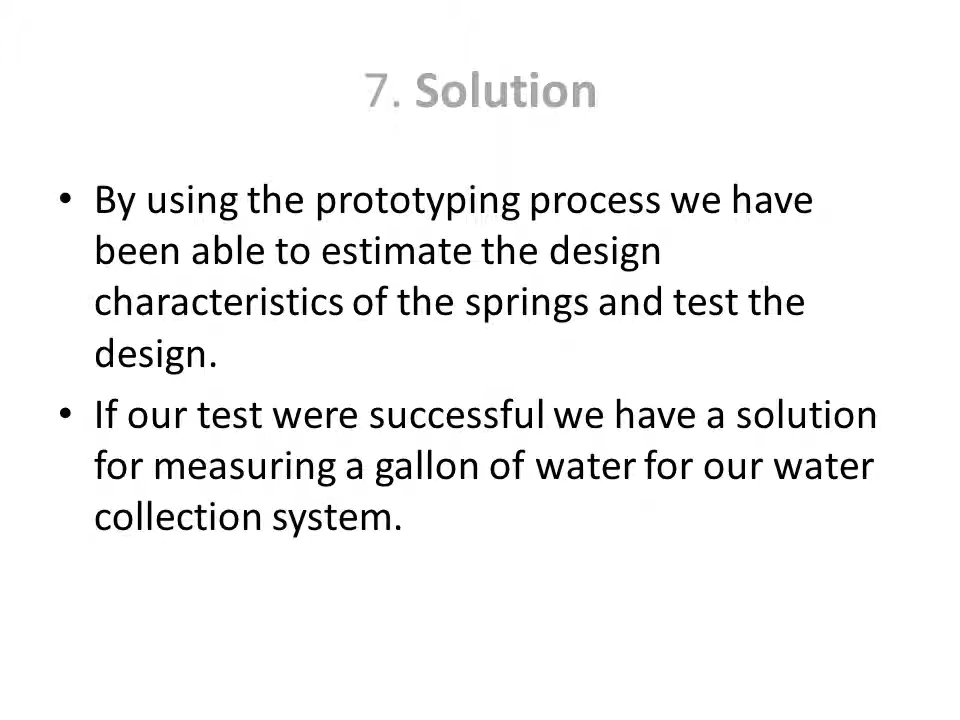 7. Solution
• By using the prototyping process we have
been able to estimate the design
characteristics of the springs and test the
design.
• If our test were successful we have a solution
for measuring a gallon of water for our water
collection system.